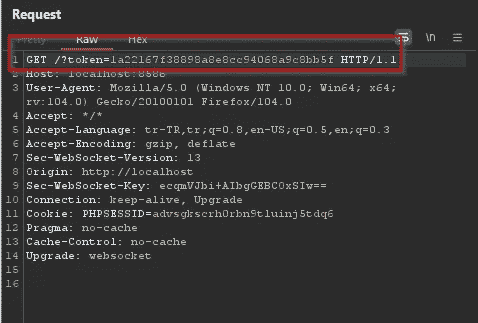 Request
Pretty Raw Hex
\n
1 GET /?token=1a22167f38898a8e8cc94068a9c8bb5f HTTP/1.1
2 Host: localhost:8588
3 User-Agent: Mozilla/5.0 (Windows NT 10.0; Win64; x64;
rv:104.0) Gecko/20100101 Firefox/104.0
4 Accept: */*
5 Accept-Language: tr-TR,tr;q=0.8,en-US;q=0.5,en;q=0.3
6 Accept-Encoding: gzip, deflate
7 Sec-WebSocket-Version: 13
8 Origin: http://localhost
9 Sec-WebSocket-Key: ecqmVJbi+AIbgGEBCOxSIw==
10 Connection: keep-alive, Upgrade
11 Cookie: PHPSESSID=advsgkscrh0rbn9tluinj5tdq6
12 Pragma: no-cache
13 Cache-Control: no-cache
14 Upgrade: websocket
15
16